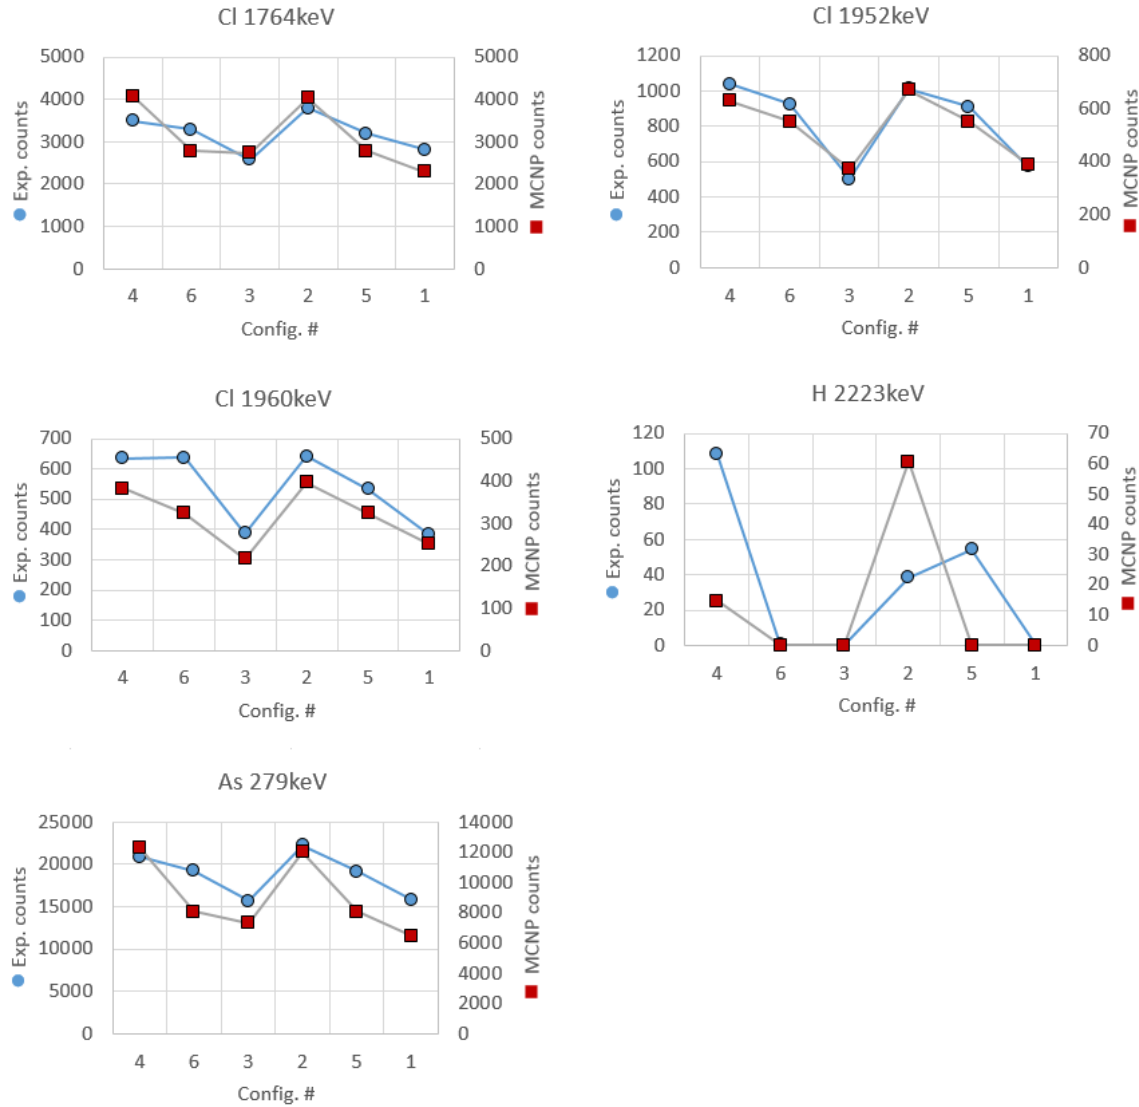 Cl 1764keV
5000
4000
3000
2000
1000
0
5000
4000
3000
2000
1000
0
Exp. counts
MCNP counts
4 6 3 2 5 1
Config. #
Cl 1952keV
1200
1000
800
600
400
200
0
800
600
400
200
0
Exp. counts
MCNP counts
4 6 3 2 5 1
Config. #
Cl 1960keV
700
600
500
400
300
200
100
0
500
400
300
200
100
0
Exp. counts
MCNP counts
4 6 3 2 5 1
Config. #
H 2223keV
120
100
80
60
40
20
0
70
60
50
40
30
20
10
0
Exp. counts
MCNP counts
4 6 3 2 5 1
Config. #
As 279keV
25000
20000
15000
10000
5000
0
14000
12000
10000
8000
6000
4000
2000
0
Exp. counts
MCNP counts
4 6 3 2 5 1
Config. #